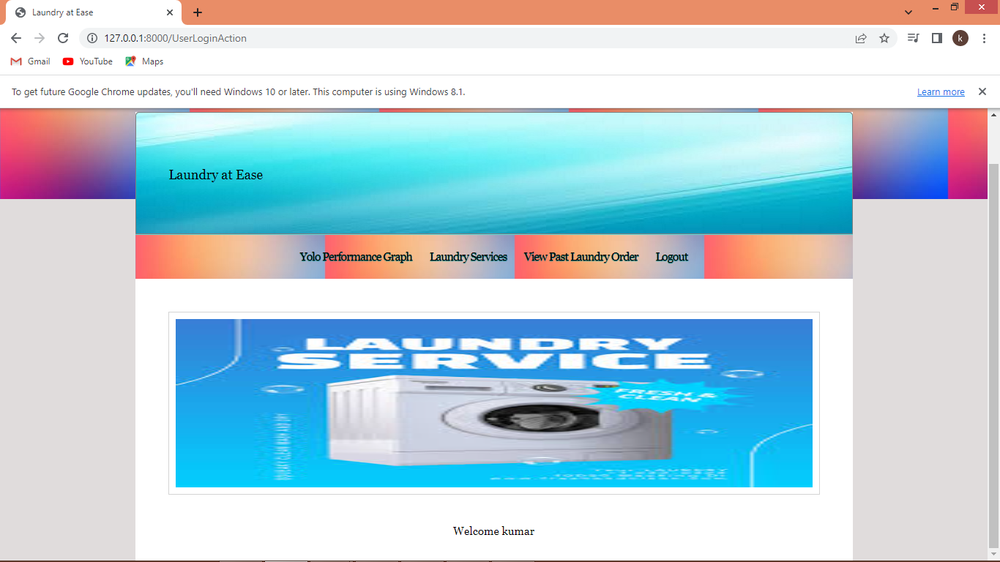 Laundry at Ease
127.0.0.1:8000/UserLoginAction
k
Gmail YouTube Maps
To get future Google Chrome updates, you'll need Windows 10 or later. This computer is using Windows 8.1. Learn more
Laundry at Ease
Yolo Performance Graph Laundry Services View Past Laundry Order Logout
LAUNDRY
SERVICE
FRESH &
CLEAN
Welcome kumar